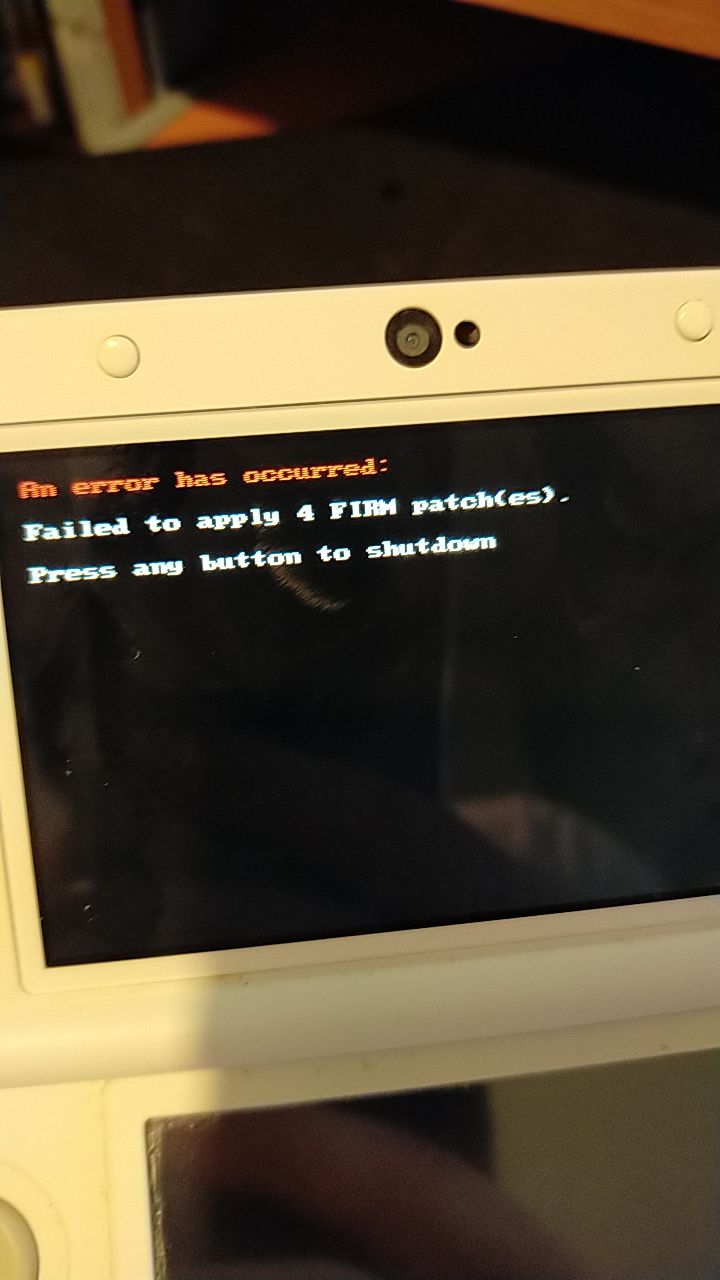 An error has occurred:
Failed to apply 4 FIRM patch(es).
Press any button to shutdown